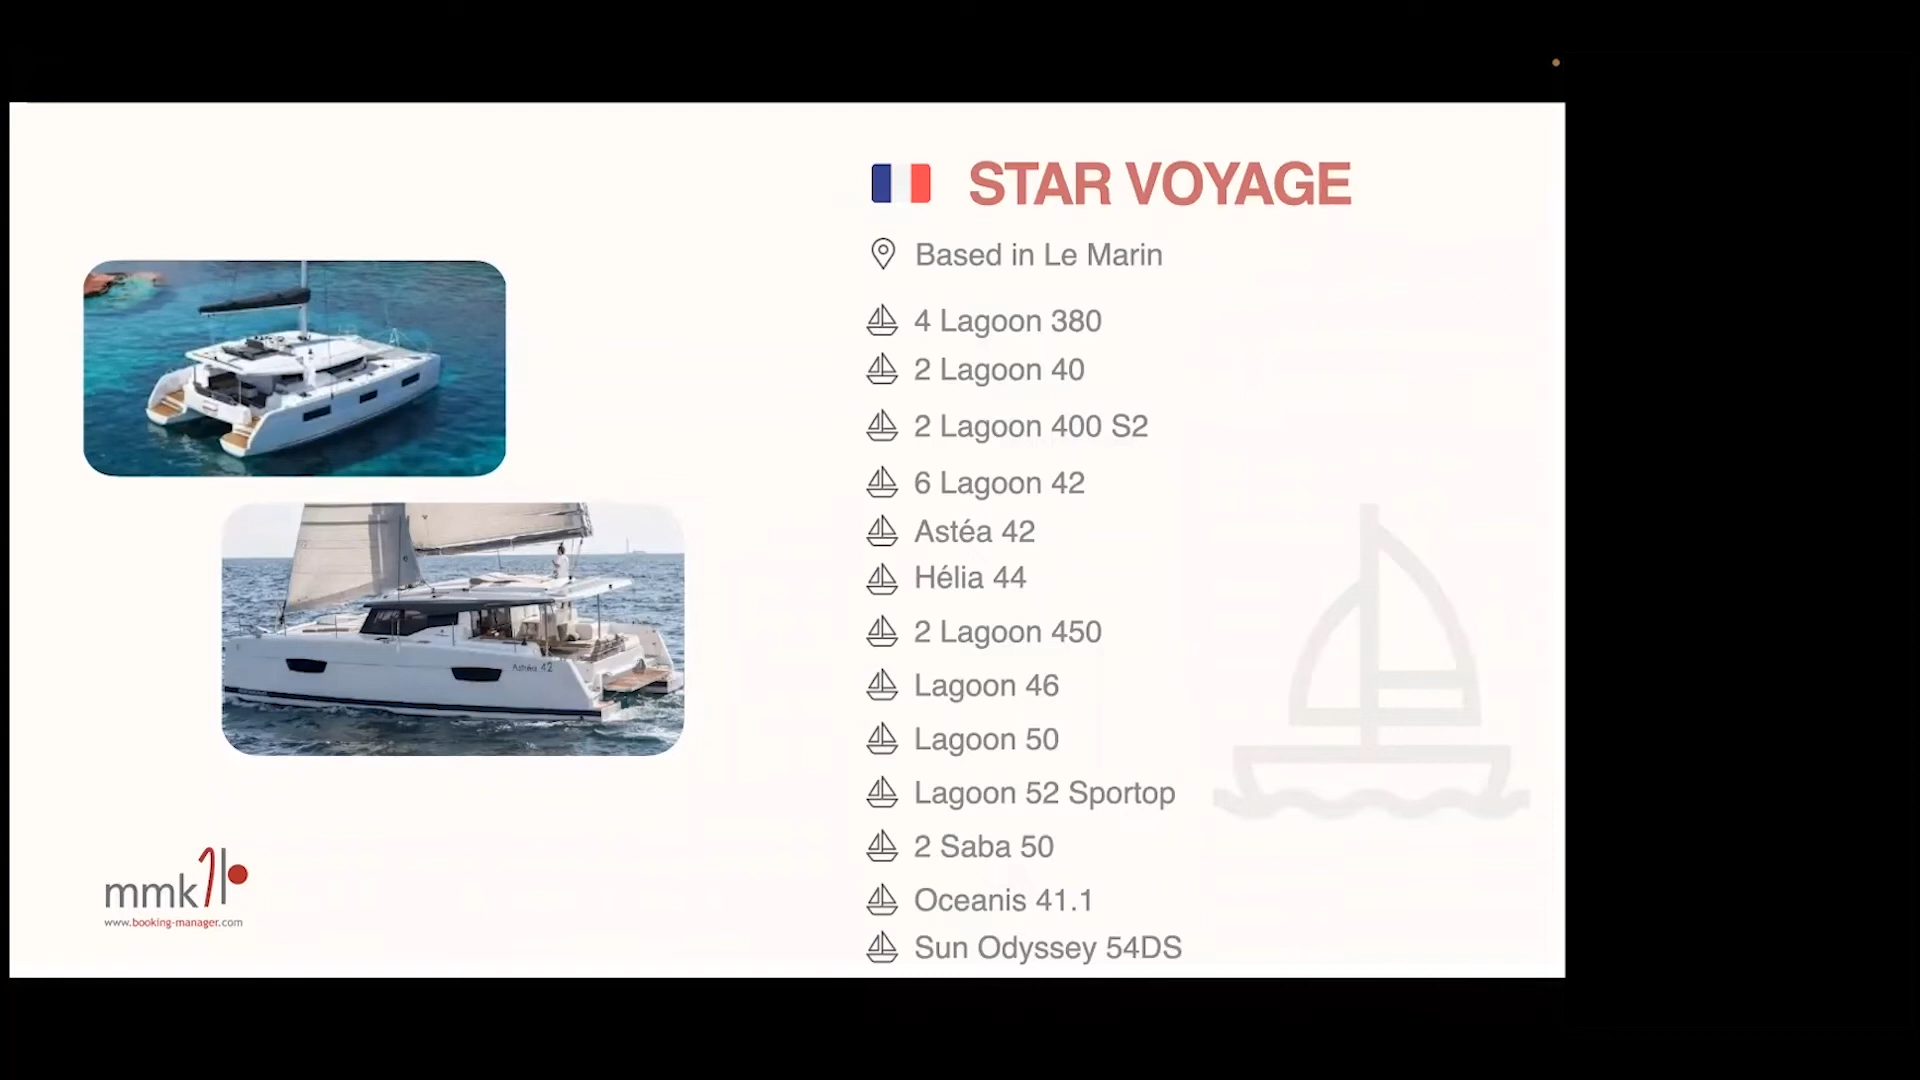 STAR VOYAGE
Based in Le Marin
4 Lagoon 380
2 Lagoon 40
2 Lagoon 400 S2
6 Lagoon 42
Astéa 42
Hélia 44
2 Lagoon 450
Lagoon 46
Lagoon 50
Lagoon 52 Sportop
2 Saba 50
Oceanis 41.1
Sun Odyssey 54DS
Astréa 42
mmk
www.booking-manager.com